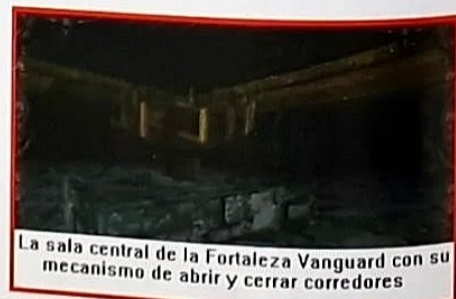 La sala central de la Fortaleza Vanguard con su
mecanismo de abrir y cerrar corredores